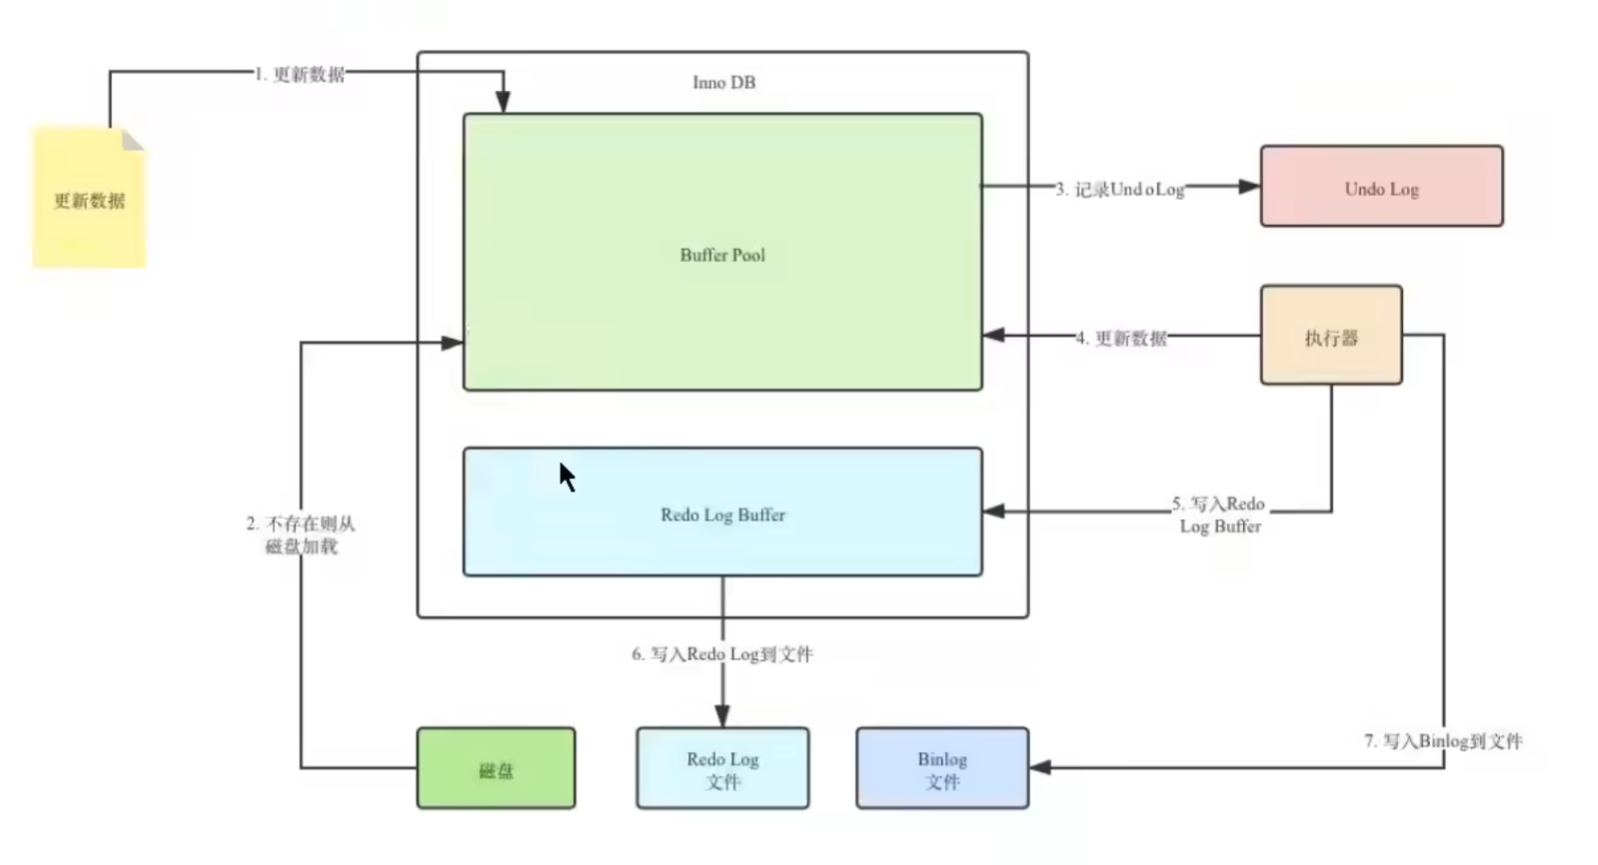 1. 更新数据
Inno DB
更新数据
Buffer Pool
3. 记录UndoLog
Undo Log
4. 更新数据
执行器
2. 不存在则从
磁盘加载
Redo Log Buffer
5. 写入Redo
Log Buffer
6. 写入Redo Log到文件
7. 写入Binlog到文件
磁盘
Redo Log
文件
Binlog
文件